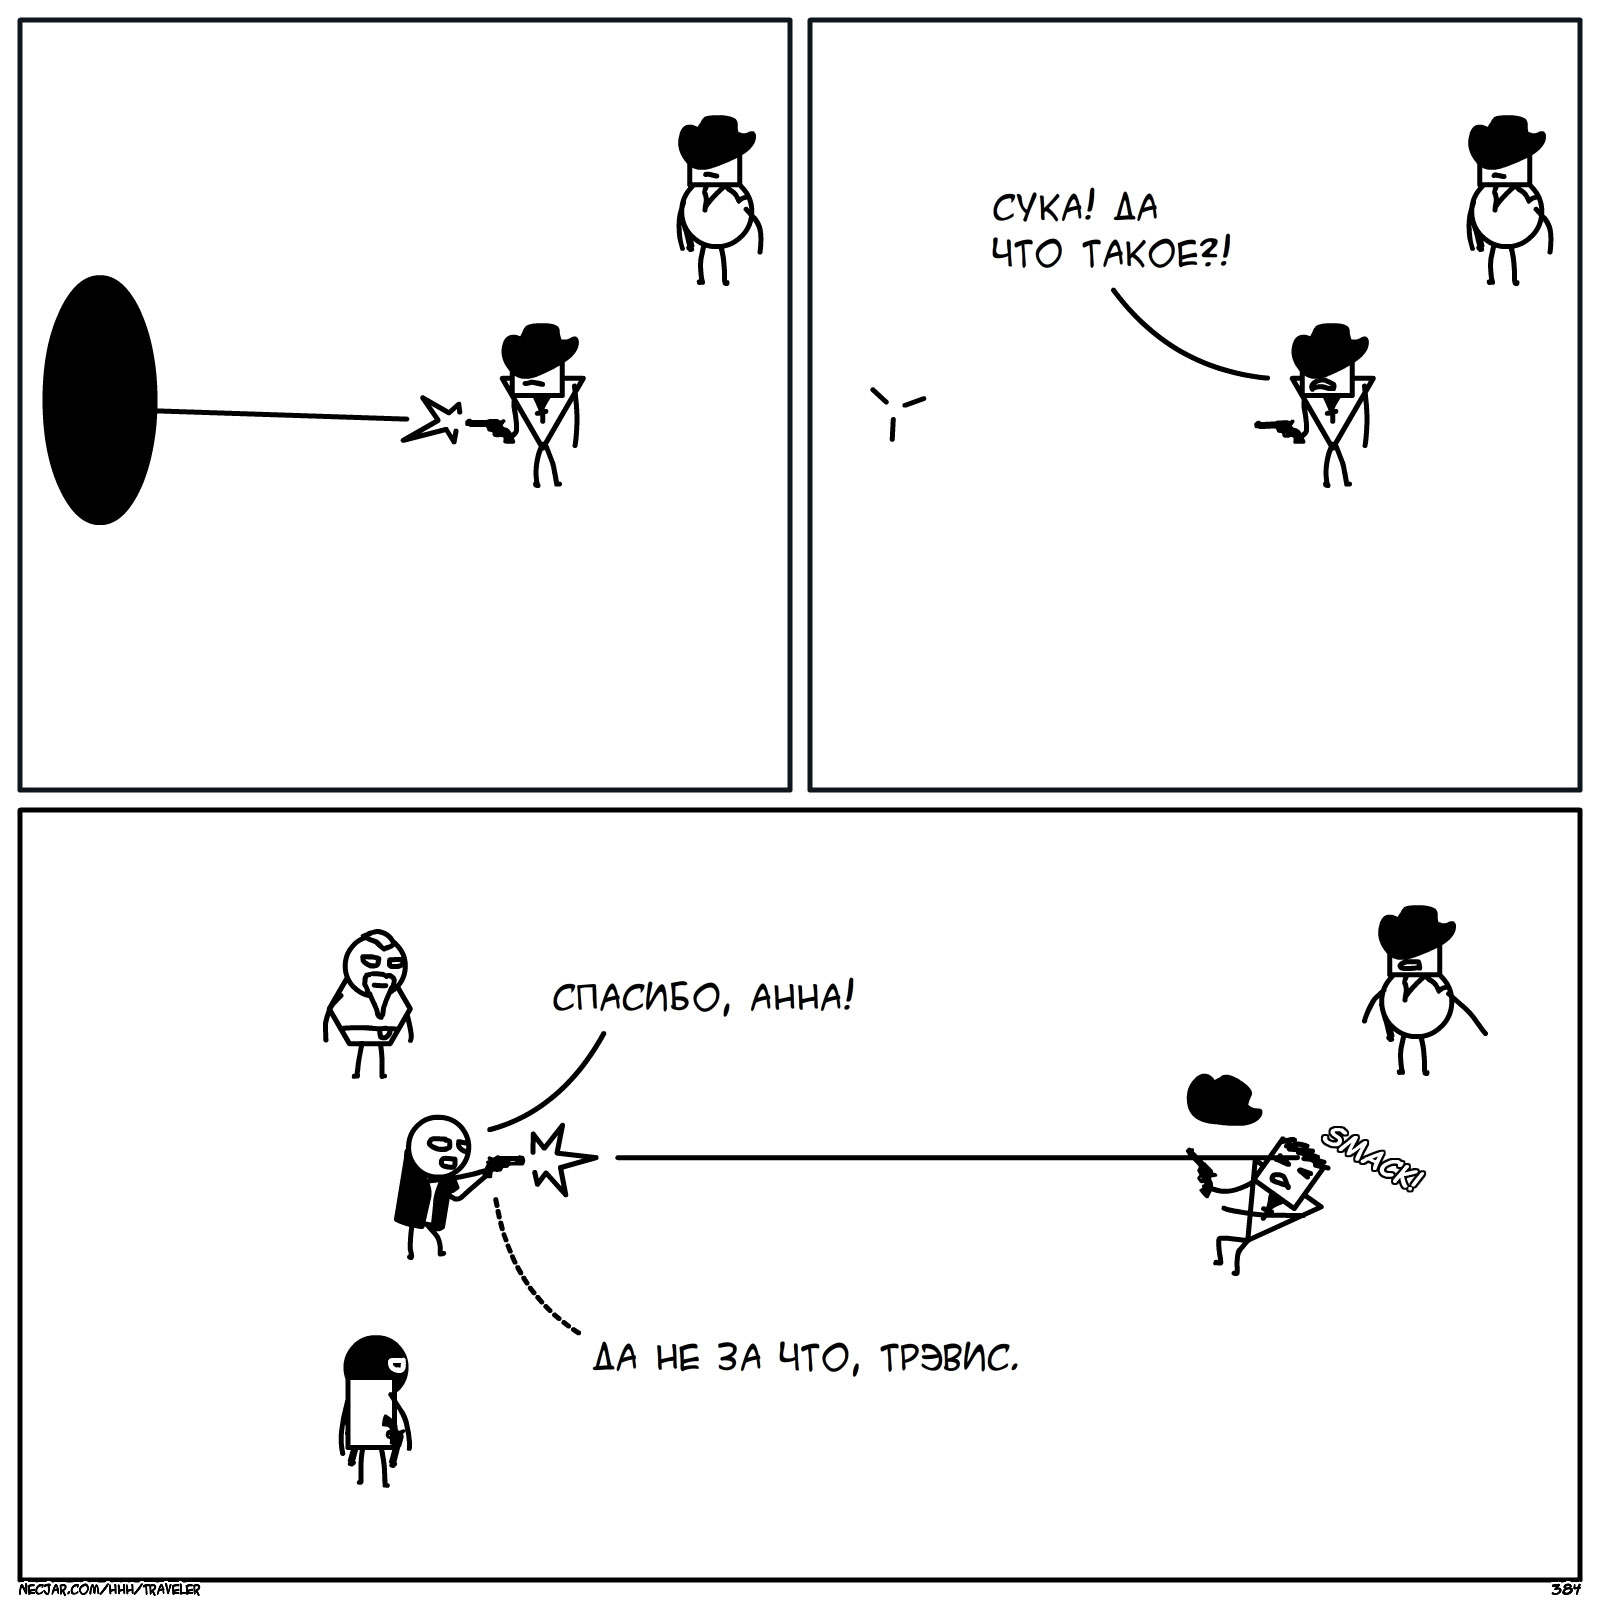 СУКА! ДА
ЧТО ТАКОЕ?!
СПАСИБО, АННА!
SMACK!
ДА НЕ ЗА ЧТО, ТРЭВИС.
NECJAR.COM/HHH/TRAVELER
384